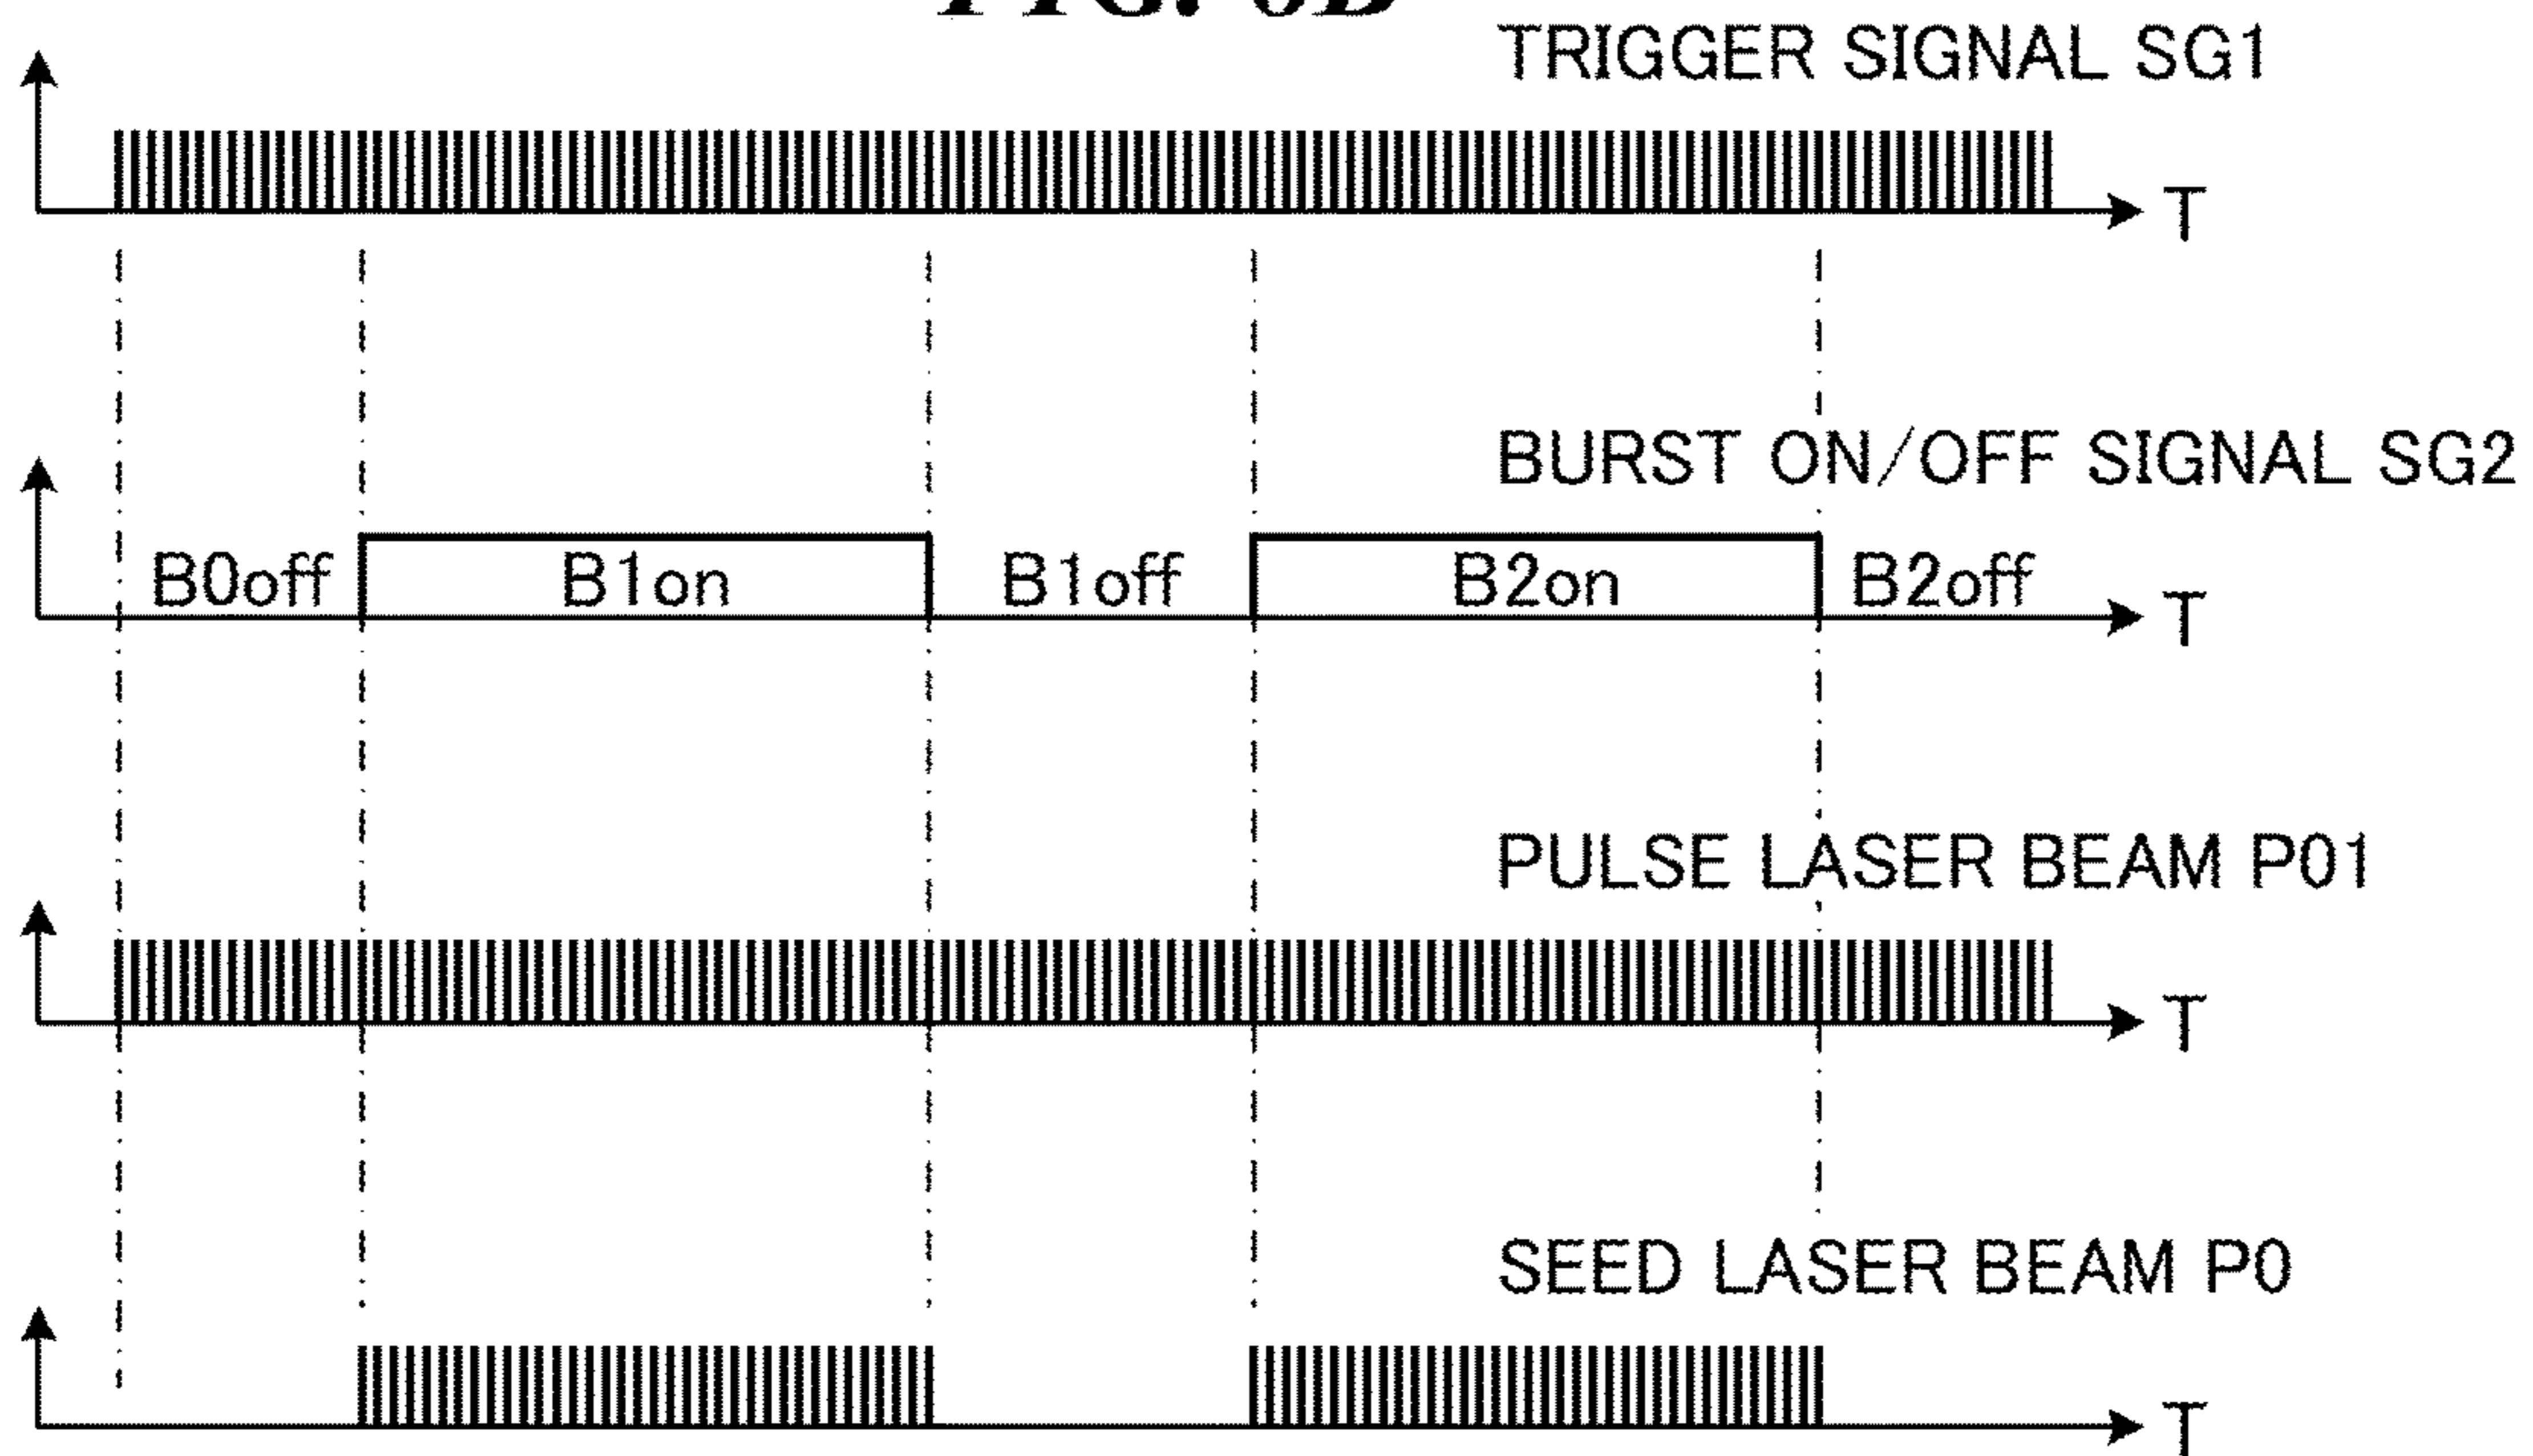 FIG.
TRIGGER SIGNAL SG1
T
BURST ON/OFF SIGNAL SG2
B0off B1on B1off B2on B2off
T
PULSE LASER BEAM P01
T
SEED LASER BEAM P0
T